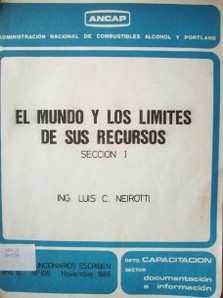 ANCAP
ADMINISTRACIÓN NACIONAL DE COMBUSTIBLES ALCOHOL Y PORTLAND
EL MUNDO Y LOS LIMITES
DE SUS RECURSOS
SECCION I
ING. LUIS C. NEIROTTI
FUNCIONARIOS ESCRIBEN
Nº 105 Noviembre 1985
DPTO. CAPACITACION
SECTOR
documentación
e información